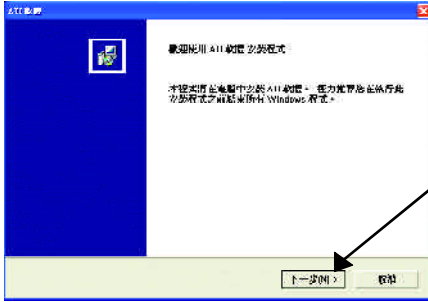 ATI 軟體
歡迎使用 ATI 軟體 安裝程式
本程式將在電腦中安裝 ATI 軟體。 強力推荐您在執行此
安裝程式之前結束所有 Windows 程式。
下一步(N) >
取消